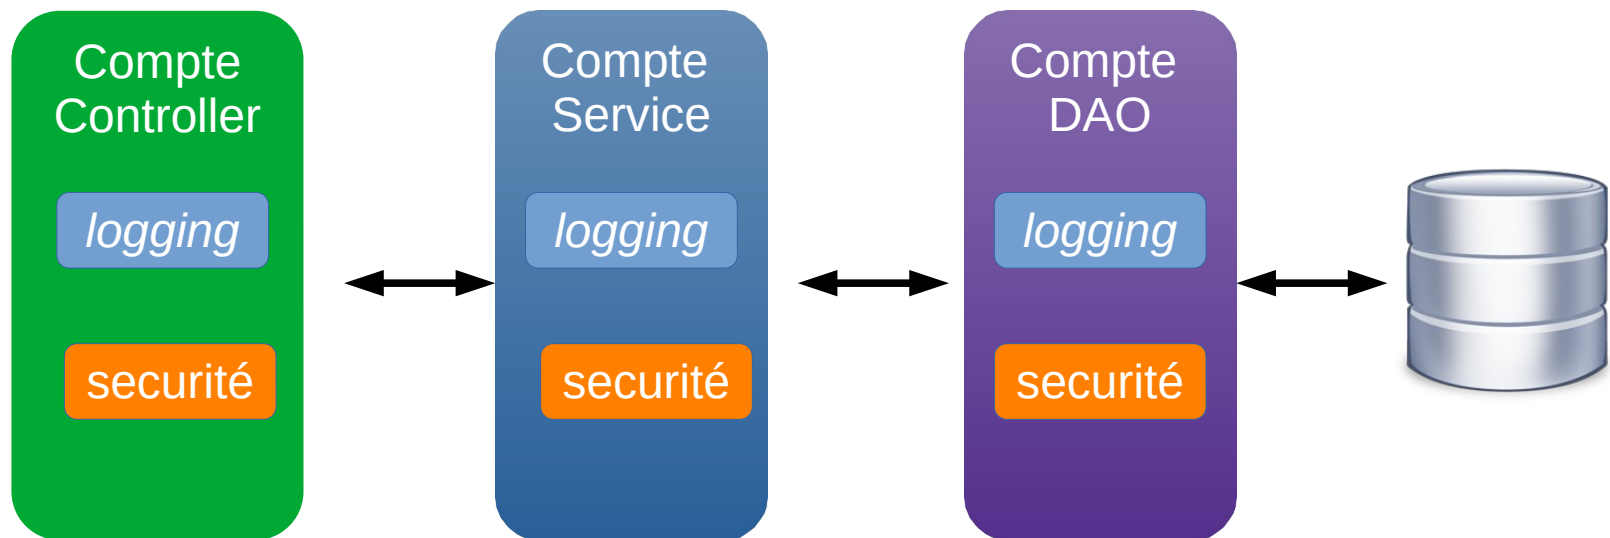 Compte
Controller
logging
securité
Compte
Service
logging
securité
Compte
DAO
logging
securité